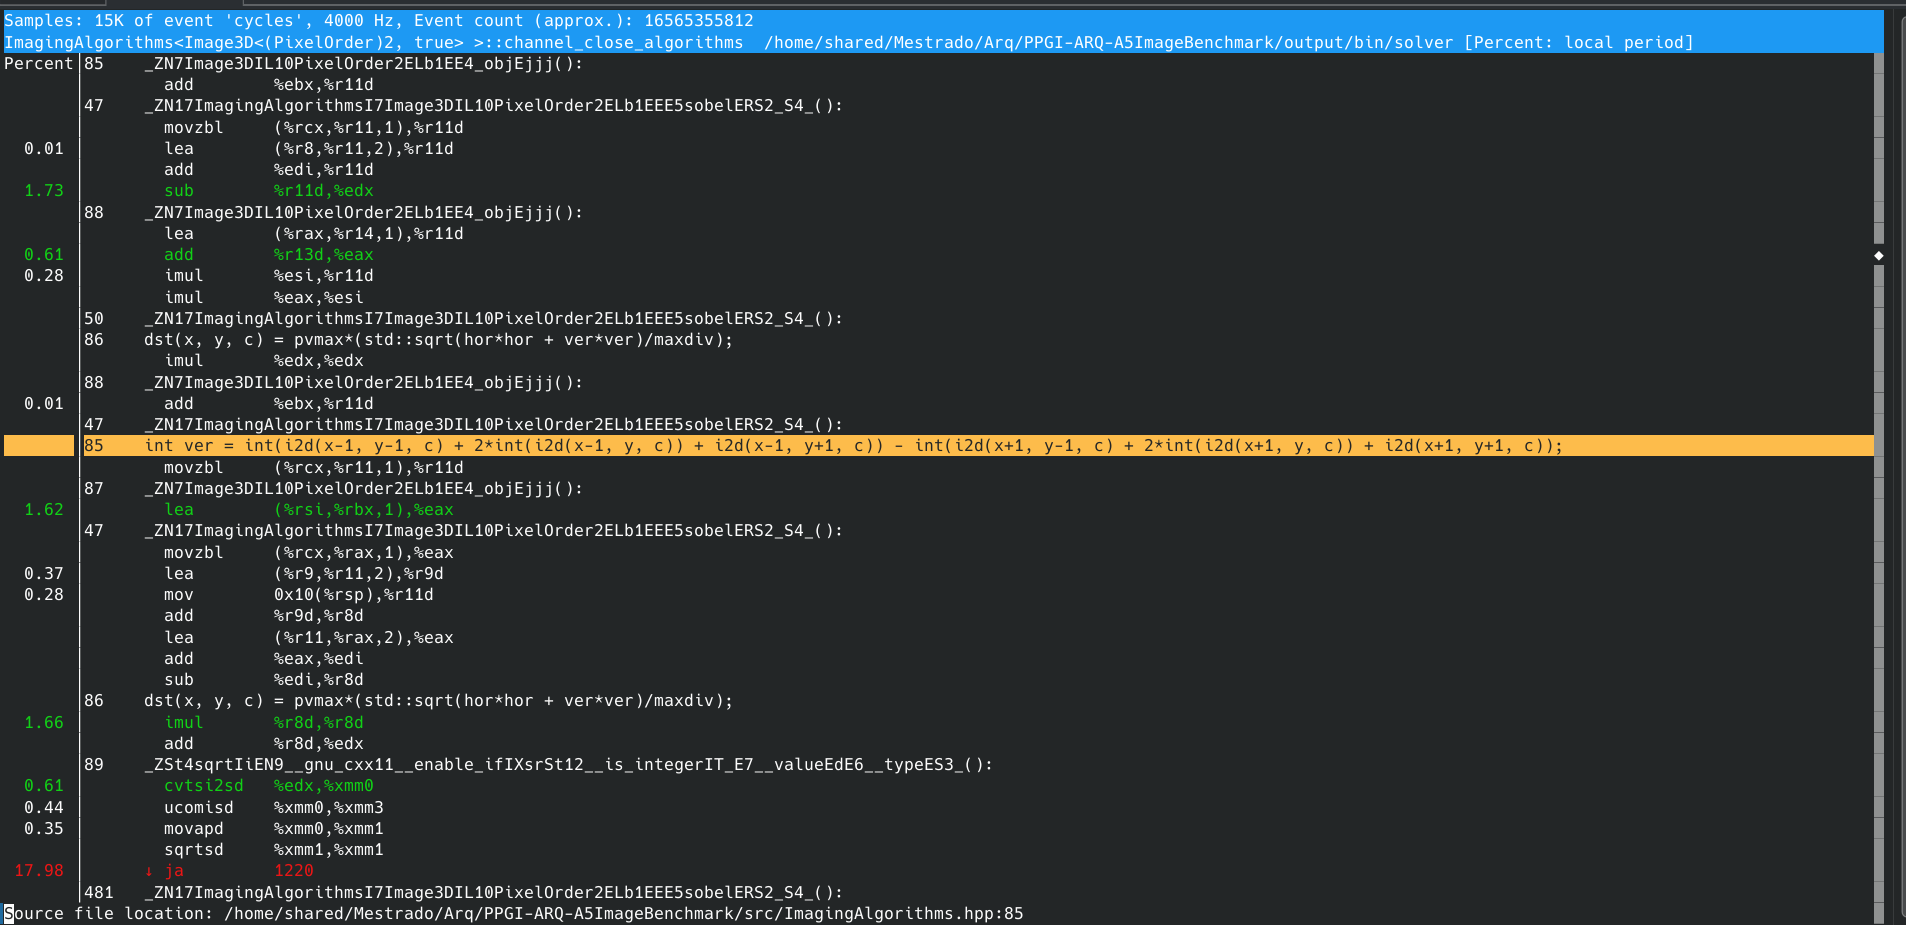 Samples: 15K of event 'cycles', 4000 Hz, Event count (approx.): 16565355812
ImagingAlgorithms<Image3D<(PixelOrder)2, true> >::channel_close_algorithms  /home/shared/Mestrado/Arq/PPGI-ARQ-A5ImageBenchmark/output/bin/solver [Percent: local period]
Percent│85    _ZN7Image3DIL10PixelOrder2ELb1EE4_objEjjj():
       │        add        %ebx,%r11d
       │47    _ZN17ImagingAlgorithmsI7Image3DIL10PixelOrder2ELb1EEE5sobelERS2_S4_():
       │        movzbl     (%rcx,%r11,1),%r11d
  0.01 │        lea        (%r8,%r11,2),%r11d
       │        add        %edi,%r11d
  1.73 │        sub        %r11d,%edx
       │88    _ZN7Image3DIL10PixelOrder2ELb1EE4_objEjjj():
       │        lea        (%rax,%r14,1),%r11d
  0.61 │        add        %r13d,%eax
  0.28 │        imul       %esi,%r11d
       │        imul       %eax,%esi
       │50    _ZN17ImagingAlgorithmsI7Image3DIL10PixelOrder2ELb1EEE5sobelERS2_S4_():
       │86    dst(x, y, c) = pvmax*(std::sqrt(hor*hor + ver*ver)/maxdiv);
       │        imul       %edx,%edx
       │88    _ZN7Image3DIL10PixelOrder2ELb1EE4_objEjjj():
  0.01 │        add        %ebx,%r11d
       │47    _ZN17ImagingAlgorithmsI7Image3DIL10PixelOrder2ELb1EEE5sobelERS2_S4_():
       │85    int ver = int(i2d(x-1, y-1, c) + 2*int(i2d(x-1, y, c)) + i2d(x-1, y+1, c)) - int(i2d(x+1, y-1, c) + 2*int(i2d(x+1, y, c)) + i2d(x+1, y+1, c));
       │        movzbl     (%rcx,%r11,1),%r11d
       │87    _ZN7Image3DIL10PixelOrder2ELb1EE4_objEjjj():
  1.62 │        lea        (%rsi,%rbx,1),%eax
       │47    _ZN17ImagingAlgorithmsI7Image3DIL10PixelOrder2ELb1EEE5sobelERS2_S4_():
       │        movzbl     (%rcx,%rax,1),%eax
  0.37 │        lea        (%r9,%r11,2),%r9d
  0.28 │        mov        0x10(%rsp),%r11d
       │        add        %r9d,%r8d
       │        lea        (%r11,%rax,2),%eax
       │        add        %eax,%edi
       │        sub        %edi,%r8d
       │86    dst(x, y, c) = pvmax*(std::sqrt(hor*hor + ver*ver)/maxdiv);
  1.66 │        imul       %r8d,%r8d
       │        add        %r8d,%edx
       │89    _ZSt4sqrtIiEN9__gnu_cxx11__enable_ifIXsrSt12__is_integerIT_E7__valueEdE6__typeES3_():
  0.61 │        cvtsi2sd   %edx,%xmm0
  0.44 │        ucomisd    %xmm0,%xmm3
  0.35 │        movapd     %xmm0,%xmm1
       │        sqrtsd     %xmm1,%xmm1
 17.98 │      ↓ ja         1220
       │481   _ZN17ImagingAlgorithmsI7Image3DIL10PixelOrder2ELb1EEE5sobelERS2_S4_():
Source file location: /home/shared/Mestrado/Arq/PPGI-ARQ-A5ImageBenchmark/src/ImagingAlgorithms.hpp:85